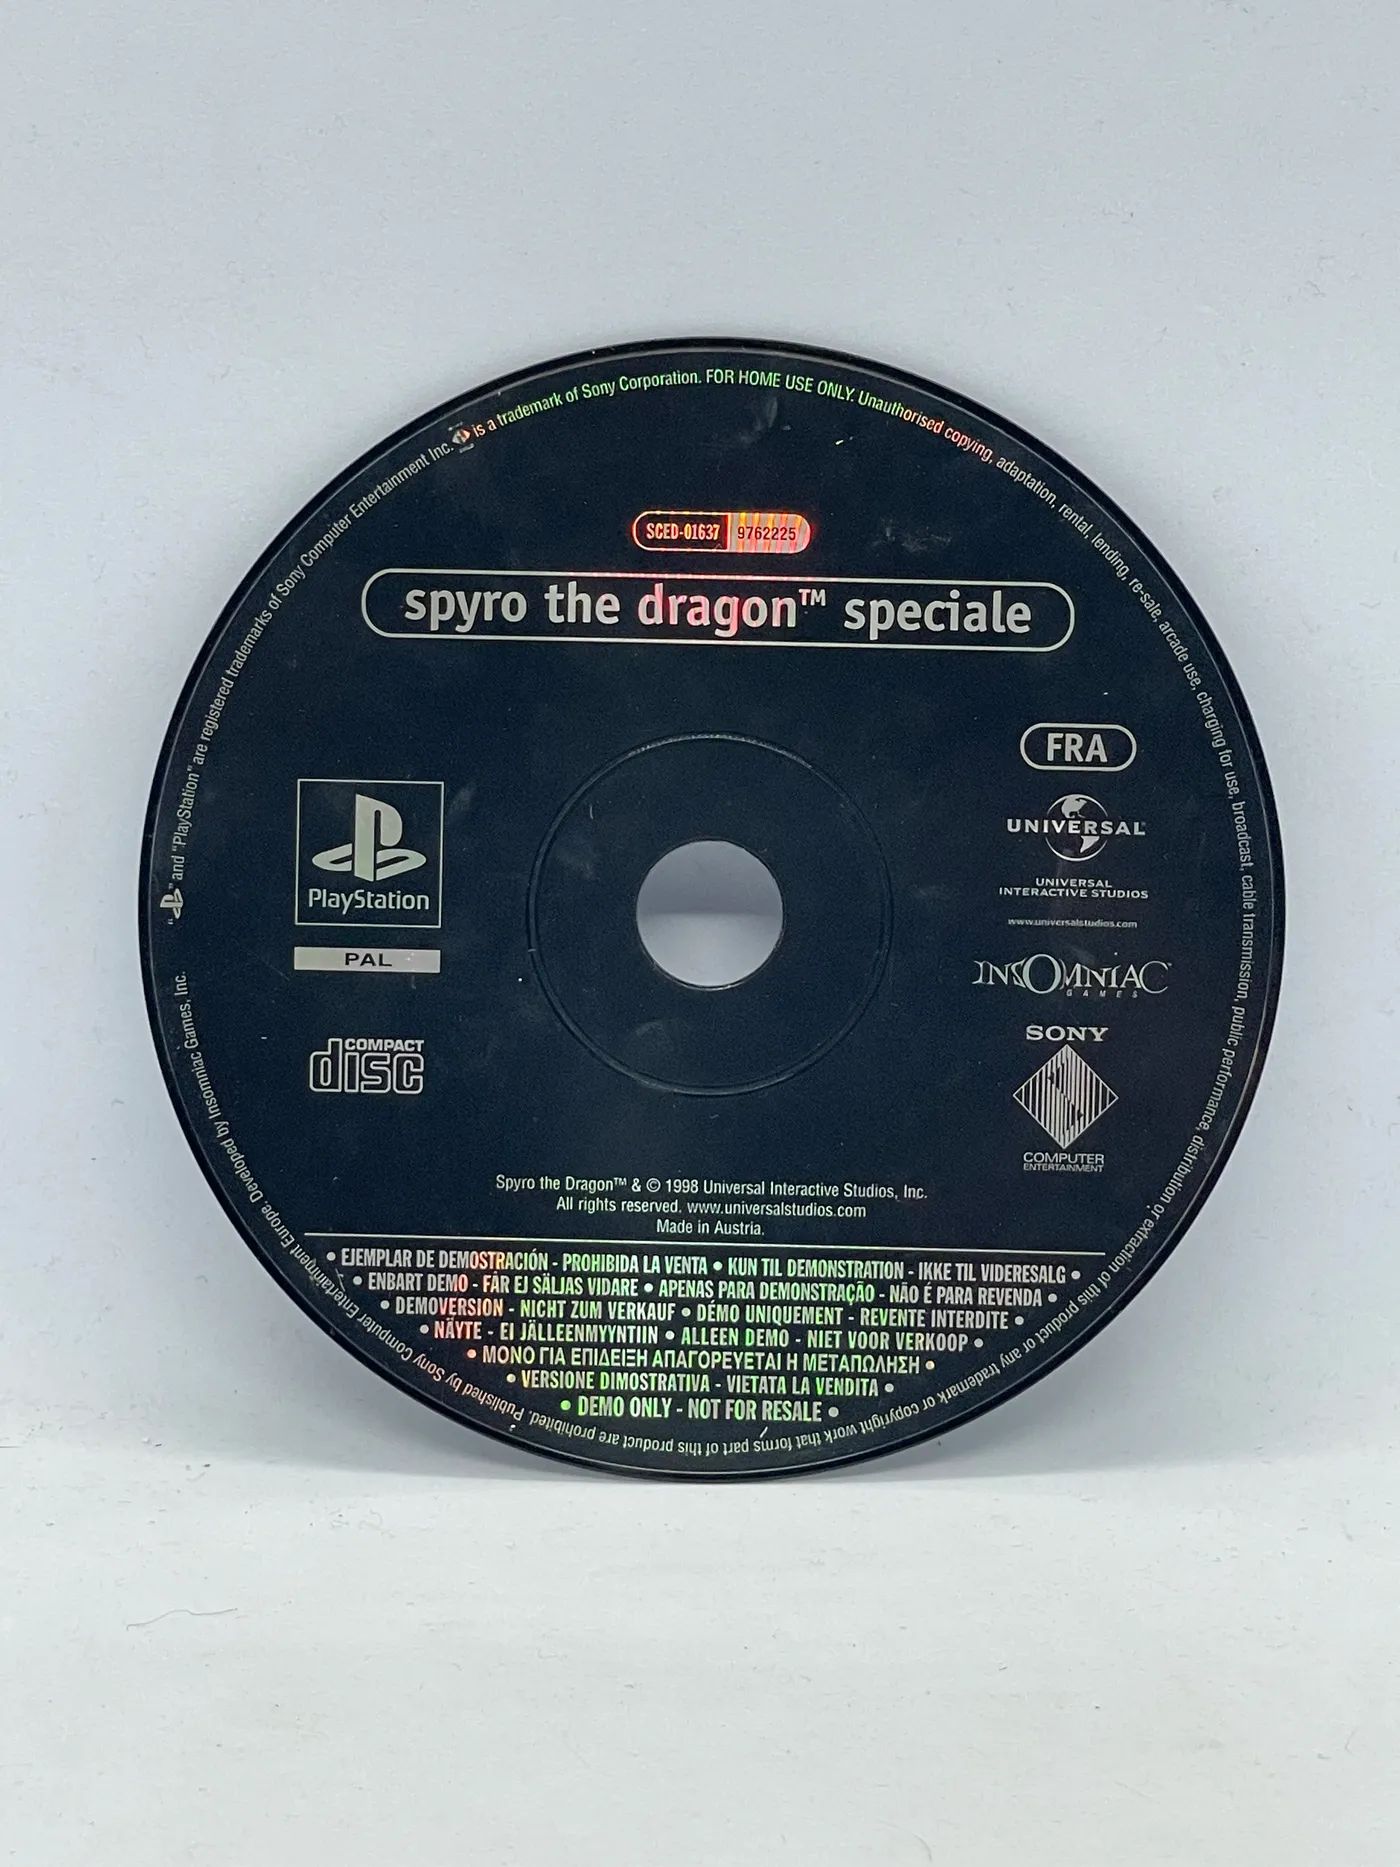 "PS" and "PlayStation" are registered trademarks of Sony Computer Entertainment Inc. is a trademark of Sony Corporation. FOR HOME USE ONLY. Unauthorised copying, adaptation, rental, lending, re-sale, arcade use, charging for use, broadcast, cable transmission, public performance, distribution or extraction of this product or any trademark or copyright work that forms part of this product are prohibited. Published by Sony Computer Entertainment Europe. Developed by Insomniac Games, Inc.
SCED-01637 9762225
spyro the dragon™ speciale
FRA
UNIVERSAL
UNIVERSAL
INTERACTIVE STUDIOS
www.universalstudios.com
PlayStation
PAL
INSOMNIAC™
GAMES
SONY
COMPUTER
ENTERTAINMENT
COMPACT
disc
Spyro the Dragon™ & © 1998 Universal Interactive Studios, Inc.
All rights reserved. www.universalstudios.com
Made in Austria.
• EJEMPLAR DE DEMOSTRACIÓN - PROHIBIDA LA VENTA • KUN TIL DEMONSTRATION - IKKE TIL VIDERESALG •
• ENBART DEMO - FÅR EJ SÄLJAS VIDARE • APENAS PARA DEMONSTRAÇÃO - NÃO É PARA REVENDA •
• DEMOVERSION - NICHT ZUM VERKAUF • DÉMO UNIQUEMENT - REVENTE INTERDITE •
• NÄYTE - EI JÄLLEENMYYNTIIN • ALLEEN DEMO - NIET VOOR VERKOOP •
• ΜΟΝΟ ΓΙΑ ΕΠΙΔΕΙΞΗ ΑΠΑΓΟΡΕΥΕΤΑΙ Η ΜΕΤΑΠΩΛΗΣΗ •
• VERSIONE DIMOSTRATIVA - VIETATA LA VENDITA •
• DEMO ONLY - NOT FOR RESALE •